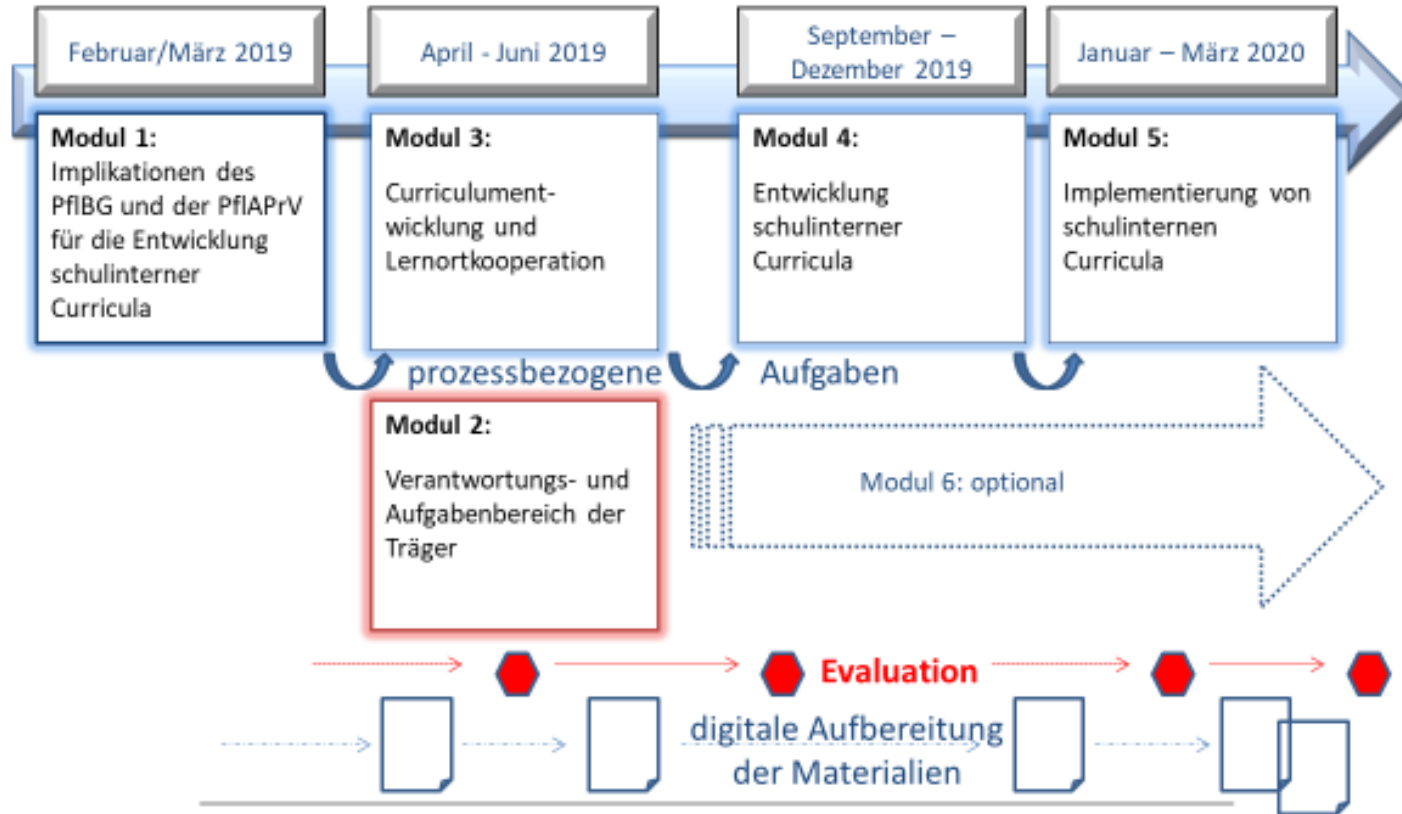 Februar/März 2019
April - Juni 2019
September –
Dezember 2019
Januar – März 2020
Modul 1:
Implikationen des
PflBG und der PflAPrV
für die Entwicklung
schulinterner
Curricula
Modul 3:
Curriculument-
wicklung und
Lernortkooperation
Modul 4:
Entwicklung
schulinterner
Curricula
Modul 5:
Implementierung von
schulinternen
Curricula
prozessbezogene Aufgaben
Modul 2:
Verantwortungs- und
Aufgabenbereich der
Träger
Modul 6: optional
Evaluation
digitale Aufbereitung
der Materialien